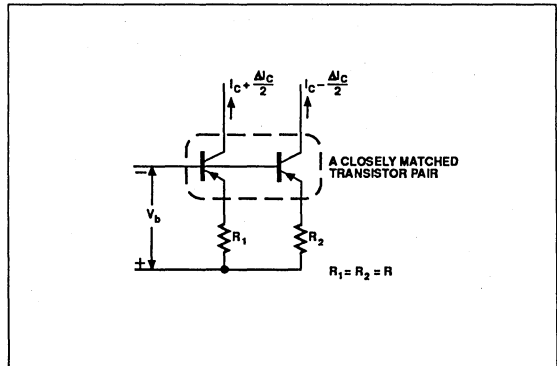 I_C + ΔI_C/2
I_C − ΔI_C/2
A CLOSELY MATCHED
TRANSISTOR PAIR
−
V_b
+
R_1
R_2
R_1 = R_2 = R